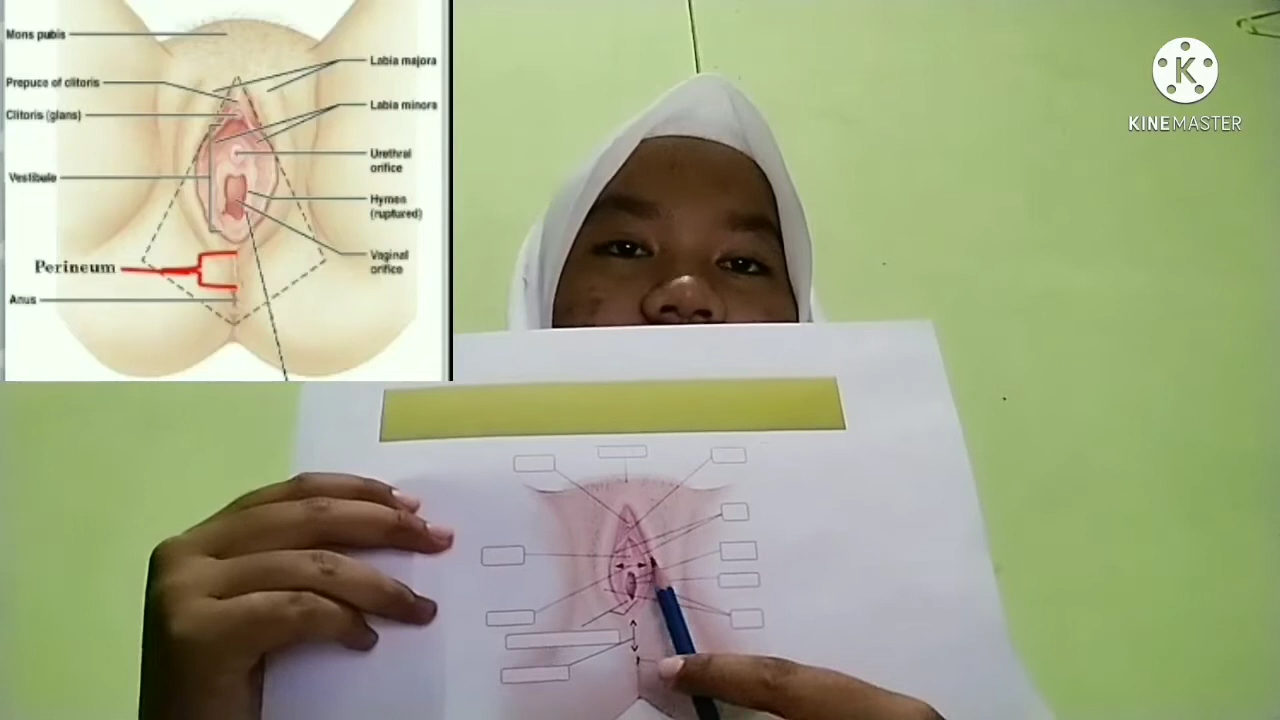 Mons pubis
Prepuce of clitoris
Clitoris (glans)
Vestibule
Perineum
Anus
Labia majora
Labia minora
Urethral
orifice
Hymen
(ruptured)
Vaginal
orifice
KINEMASTER